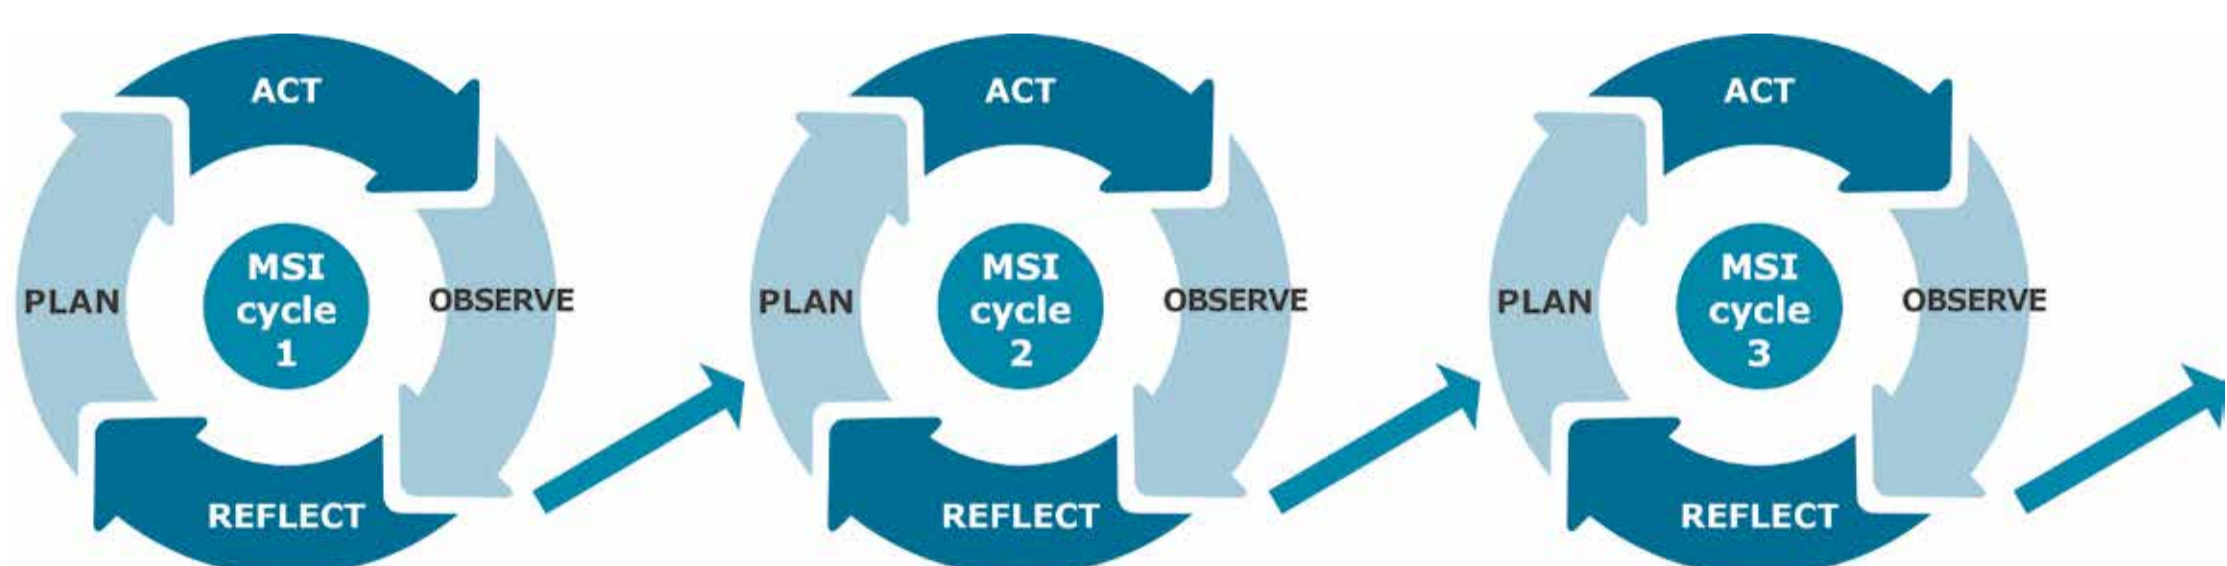 ACT
PLAN
MSI
cycle
1
OBSERVE
REFLECT
ACT
PLAN
MSI
cycle
2
OBSERVE
REFLECT
ACT
PLAN
MSI
cycle
3
OBSERVE
REFLECT